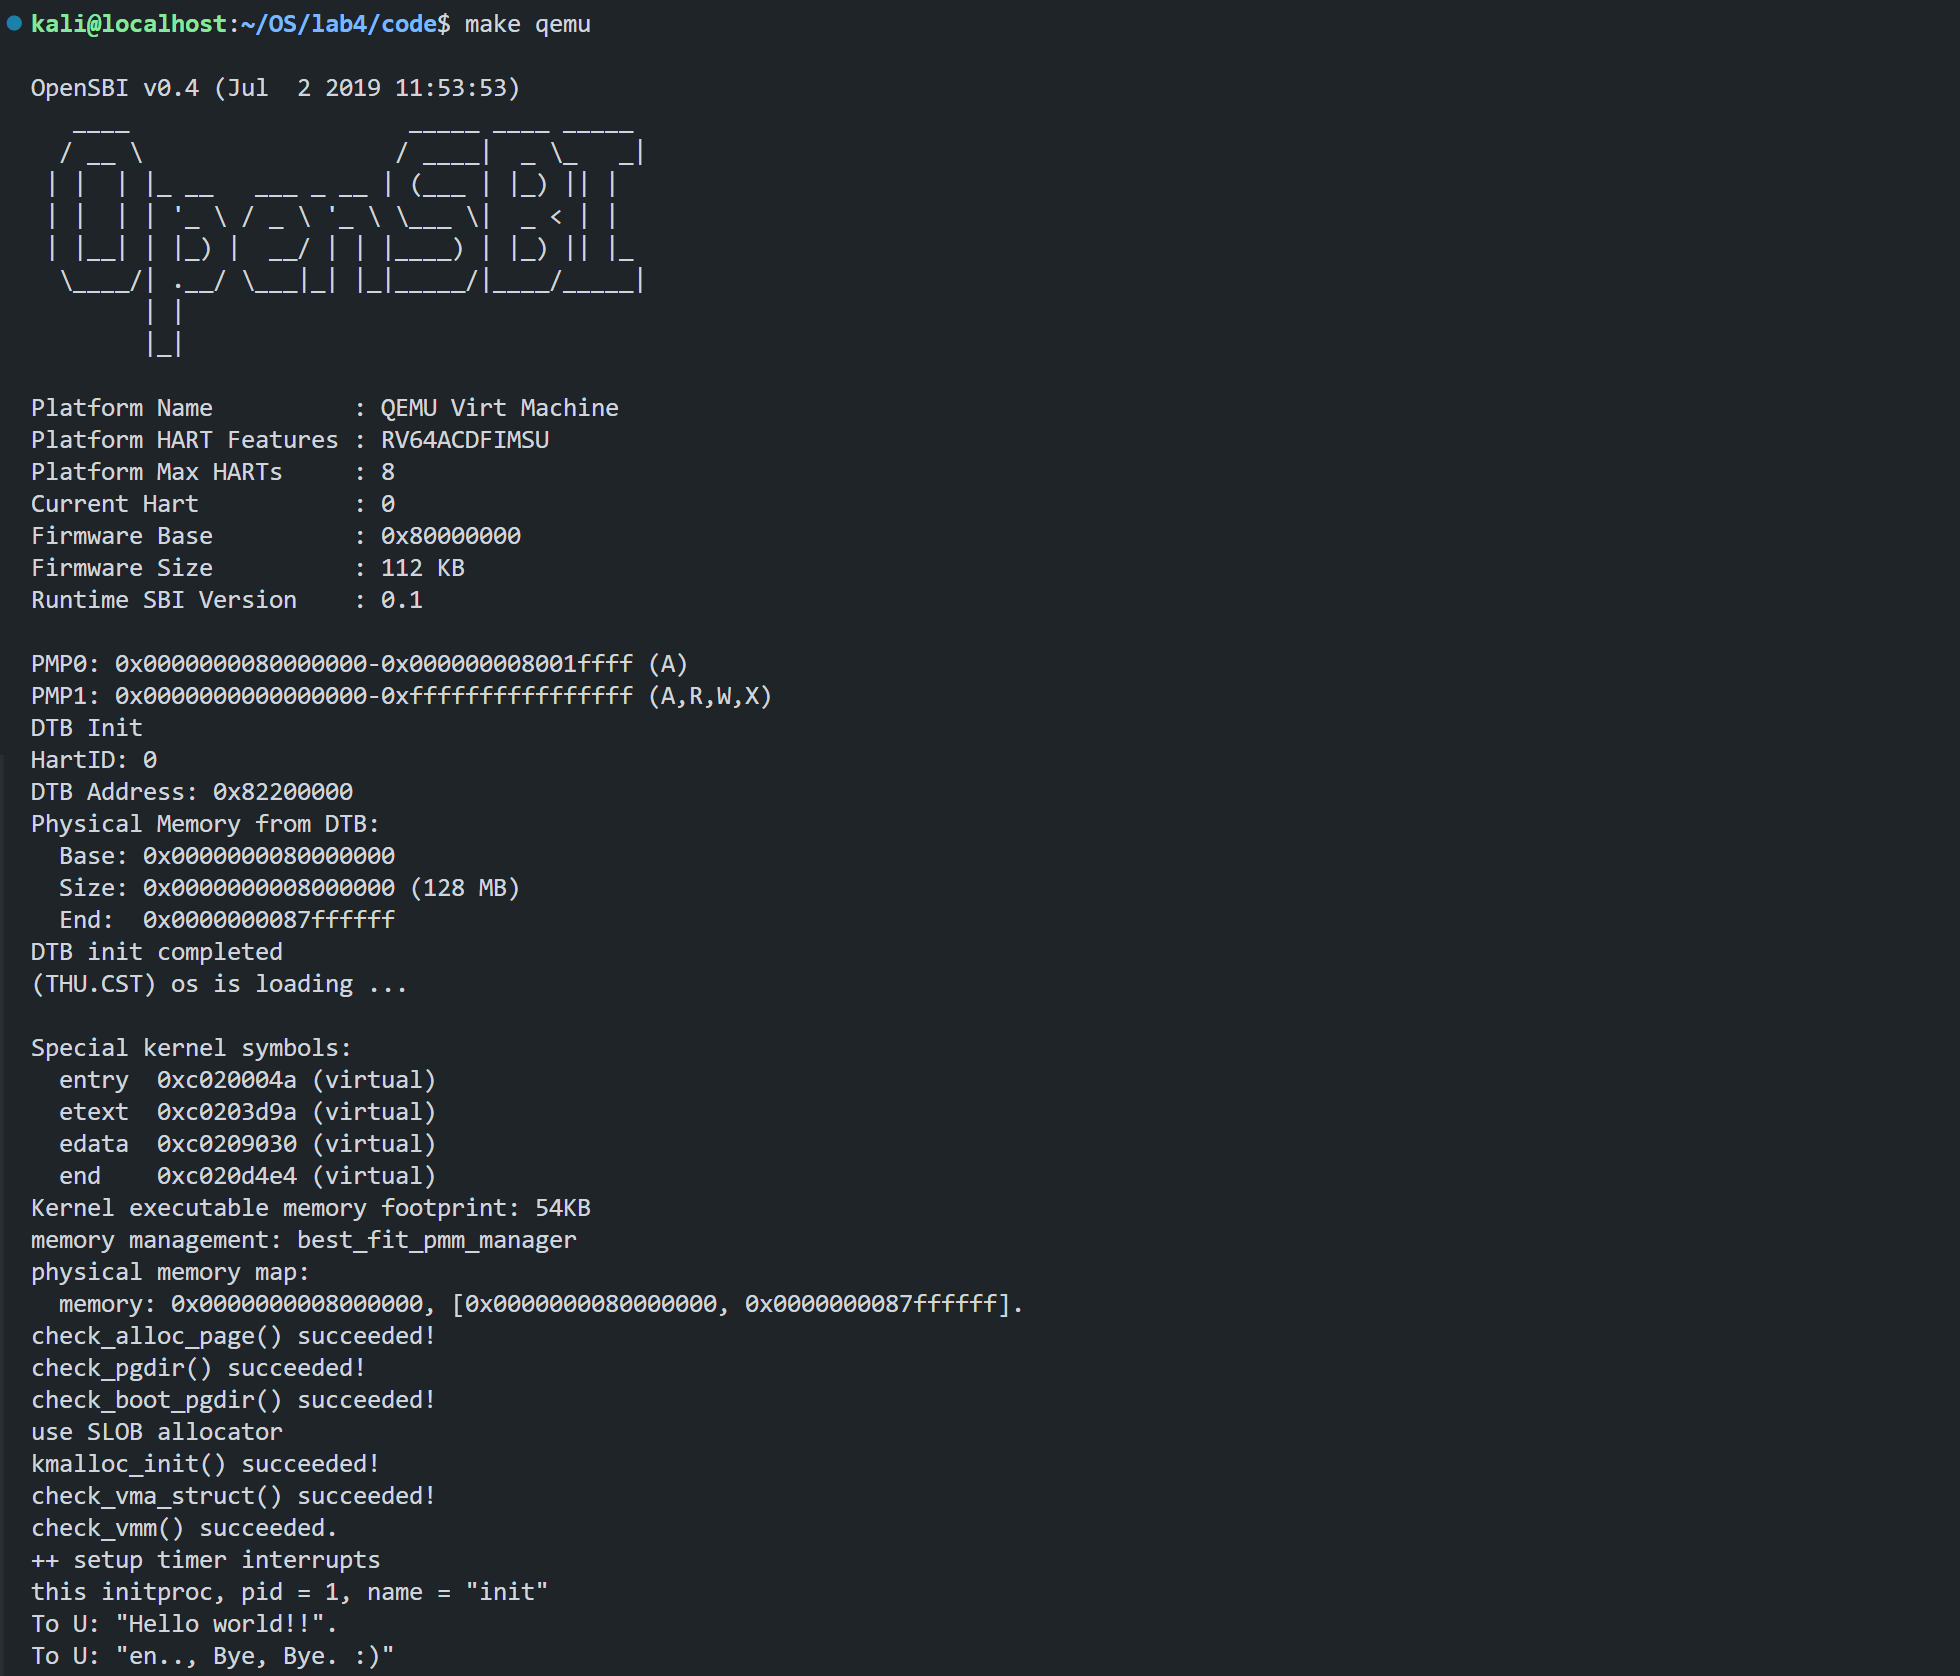 kali@localhost:~/OS/lab4/code$ make qemu

OpenSBI v0.4 (Jul  2 2019 11:53:53)
   ____                    _____ ____ _____
  / __ \                  / ____|  _ \_   _|
 | |  | |_ __   ___ _ __ | (___ | |_) || |
 | |  | | '_ \ / _ \ '_ \ \___ \|  _ < | |
 | |__| | |_) |  __/ | | |____) | |_) || |_
  \____/| .__/ \___|_| |_|_____/|____/_____|
        | |
        |_|

Platform Name          : QEMU Virt Machine
Platform HART Features : RV64ACDFIMSU
Platform Max HARTs     : 8
Current Hart           : 0
Firmware Base          : 0x80000000
Firmware Size          : 112 KB
Runtime SBI Version    : 0.1

PMP0: 0x0000000080000000-0x000000008001ffff (A)
PMP1: 0x0000000000000000-0xffffffffffffffff (A,R,W,X)
DTB Init
HartID: 0
DTB Address: 0x82200000
Physical Memory from DTB:
  Base: 0x0000000080000000
  Size: 0x0000000008000000 (128 MB)
  End:  0x0000000087ffffff
DTB init completed
(THU.CST) os is loading ...

Special kernel symbols:
  entry  0xc020004a (virtual)
  etext  0xc0203d9a (virtual)
  edata  0xc0209030 (virtual)
  end    0xc020d4e4 (virtual)
Kernel executable memory footprint: 54KB
memory management: best_fit_pmm_manager
physical memory map:
  memory: 0x0000000008000000, [0x0000000080000000, 0x0000000087ffffff].
check_alloc_page() succeeded!
check_pgdir() succeeded!
check_boot_pgdir() succeeded!
use SLOB allocator
kmalloc_init() succeeded!
check_vma_struct() succeeded!
check_vmm() succeeded.
++ setup timer interrupts
this initproc, pid = 1, name = "init"
To U: "Hello world!!".
To U: "en.., Bye, Bye. :)"